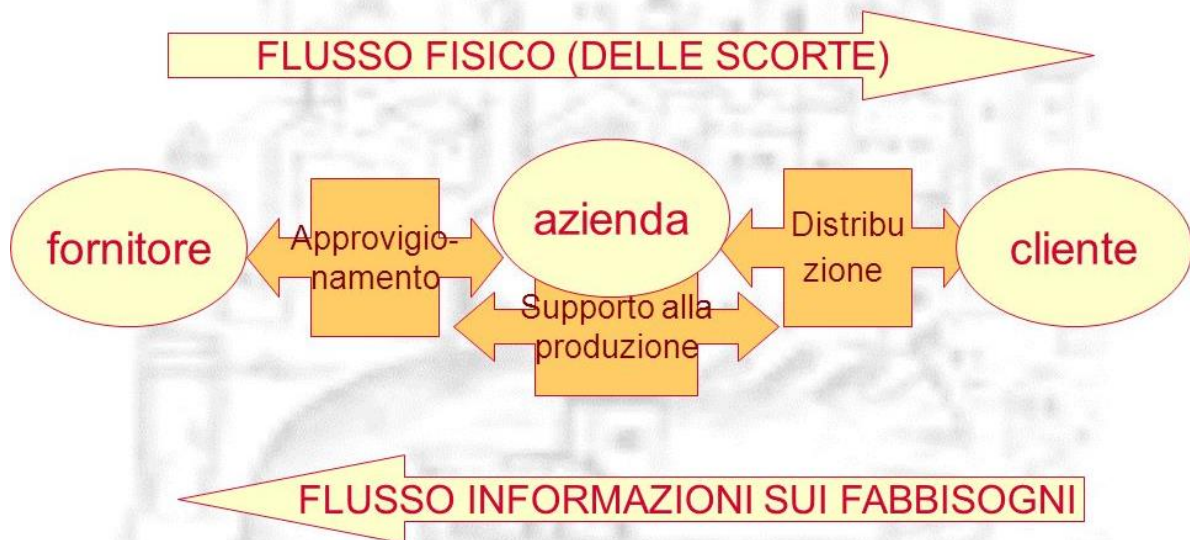 FLUSSO FISICO (DELLE SCORTE)
fornitore
Approvigio-
namento
azienda
Supporto alla
produzione
Distribu
zione
cliente
FLUSSO INFORMAZIONI SUI FABBISOGNI